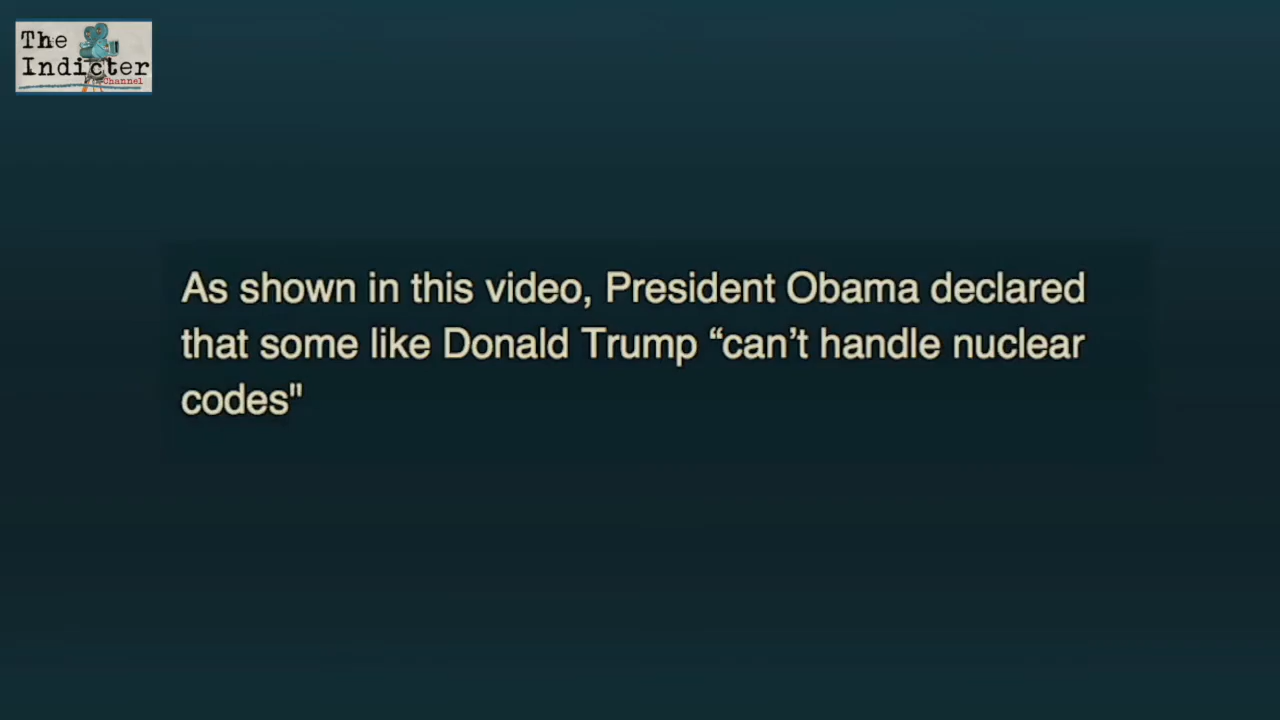 The
Indicter
Channel
As shown in this video, President Obama declared
that some like Donald Trump “can’t handle nuclear
codes"